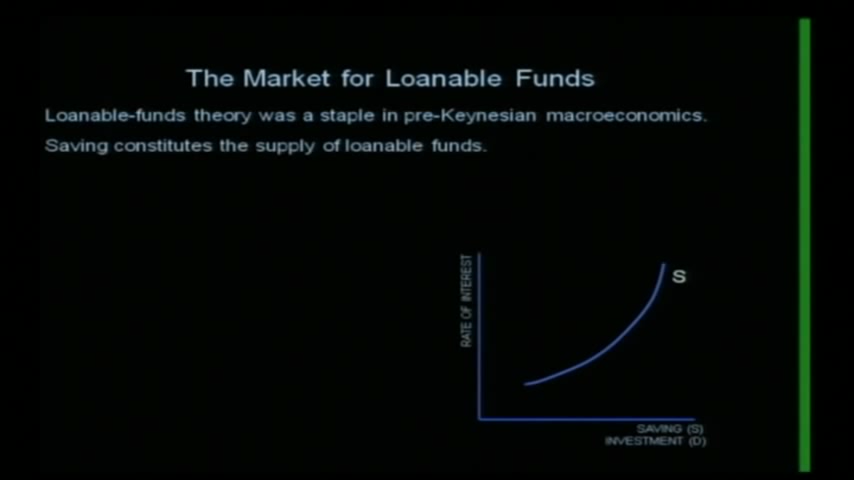 The Market for Loanable Funds
Loanable-funds theory was a staple in pre-Keynesian macroeconomics.
Saving constitutes the supply of loanable funds.
RATE OF INTEREST
S
SAVING (S)
INVESTMENT (D)